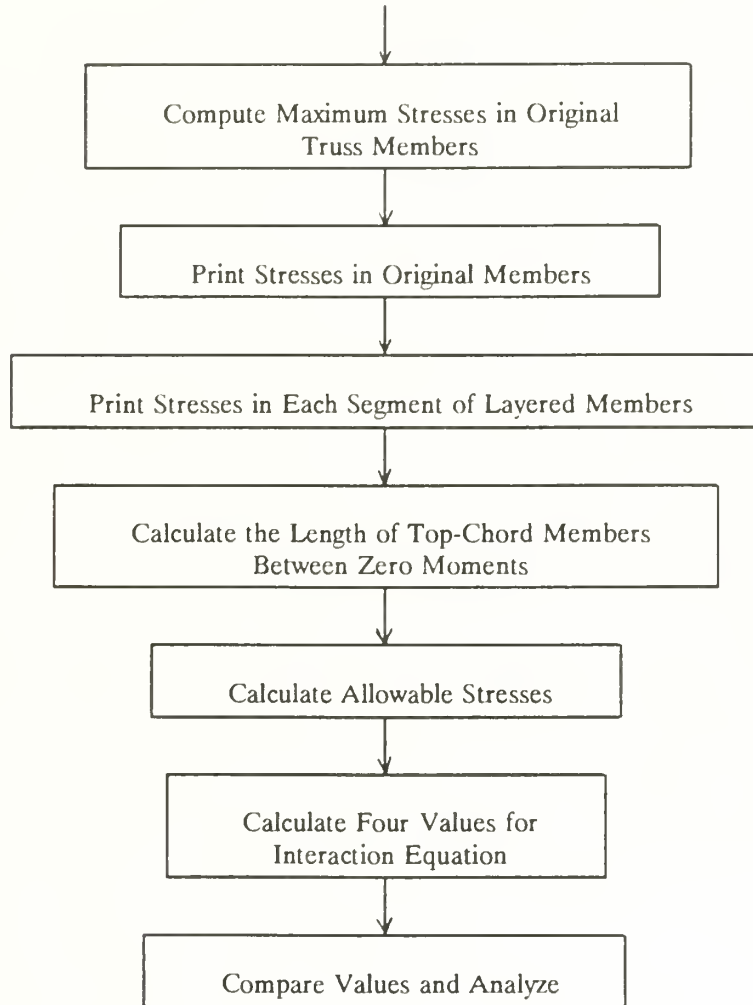 Compute Maximum Stresses in Original
Truss Members
Print Stresses in Original Members
Print Stresses in Each Segment of Layered Members
Calculate the Length of Top-Chord Members
Between Zero Moments
Calculate Allowable Stresses
Calculate Four Values for
Interaction Equation
Compare Values and Analyze